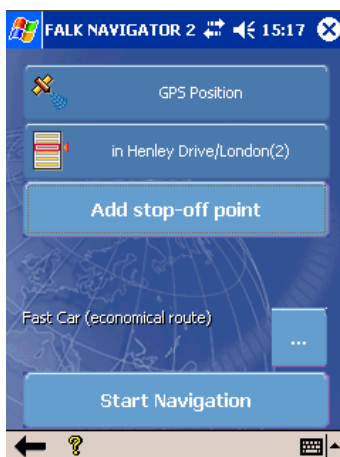 FALK NAVIGATOR 2 15:17
GPS Position
in Henley Drive/London(2)
Add stop-off point
Fast Car (economical route)
...
Start Navigation
?